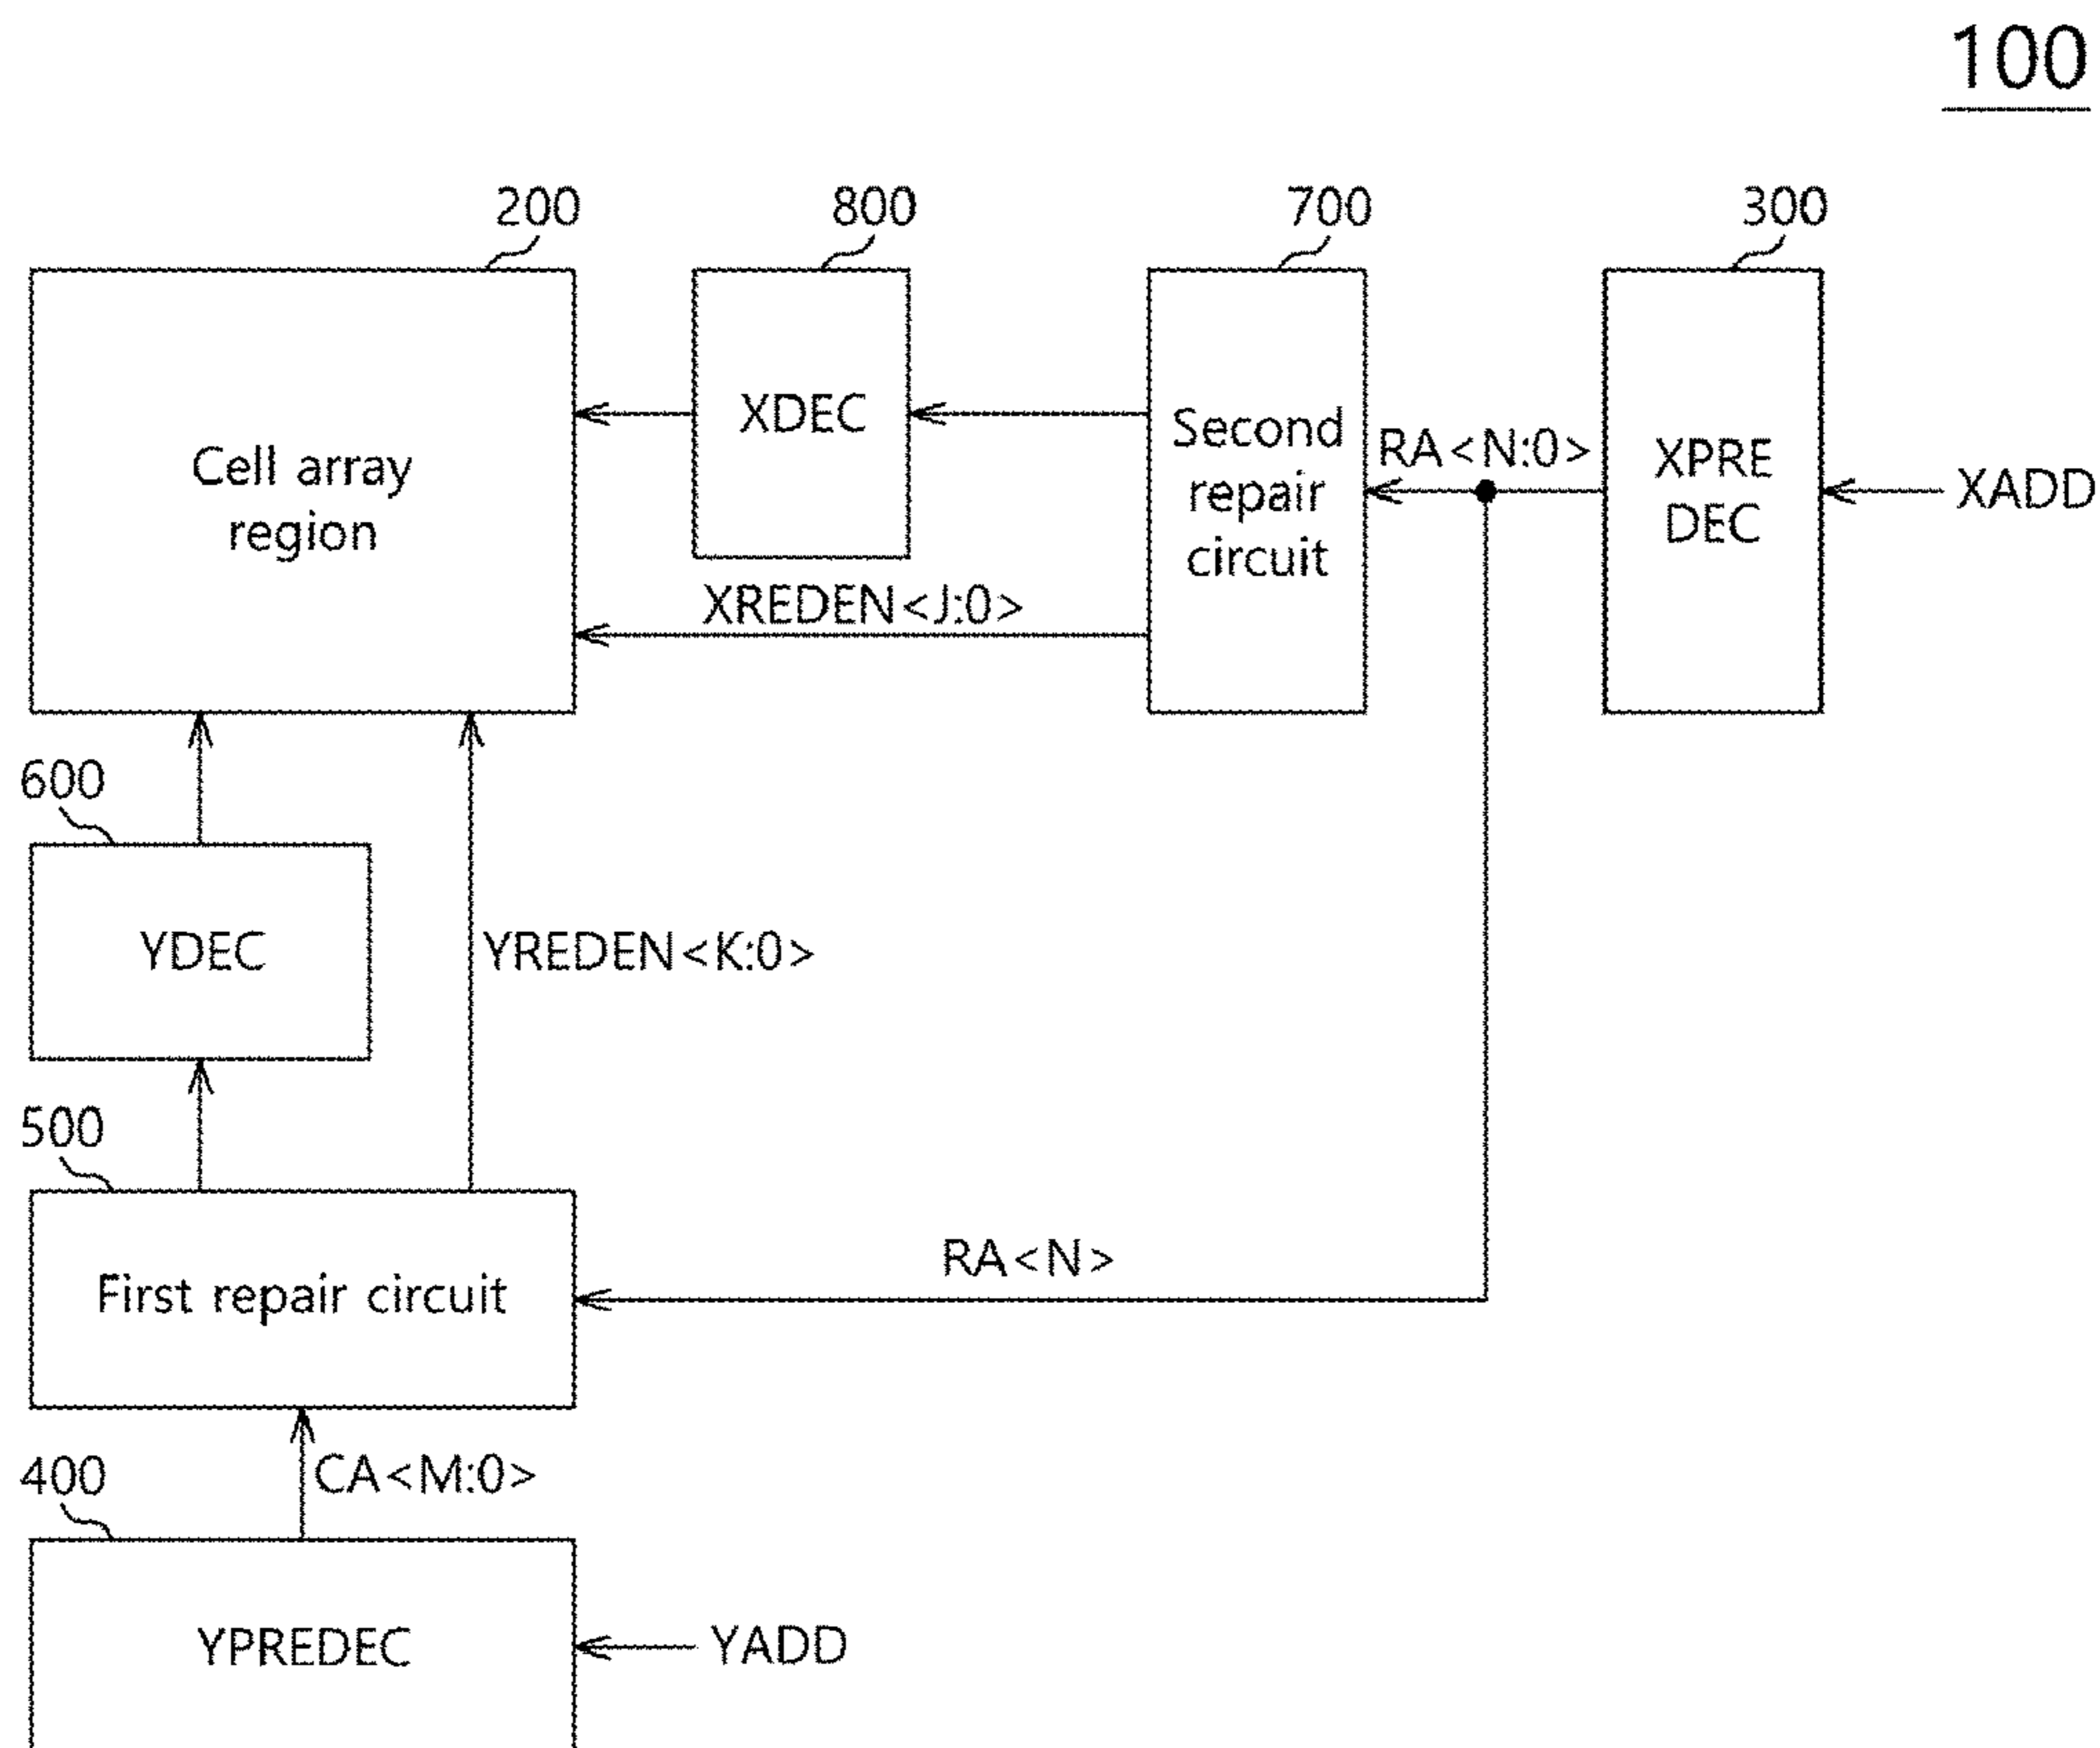 100
200
800
700
300
Cell array
region
XDEC
Second
repair
circuit
RA<N:0>
XPRE
DEC
XADD
XREDEN<J:0>
600
YDEC
YREDEN<K:0>
500
First repair circuit
RA<N>
400
CA<M:0>
YPREDEC
YADD